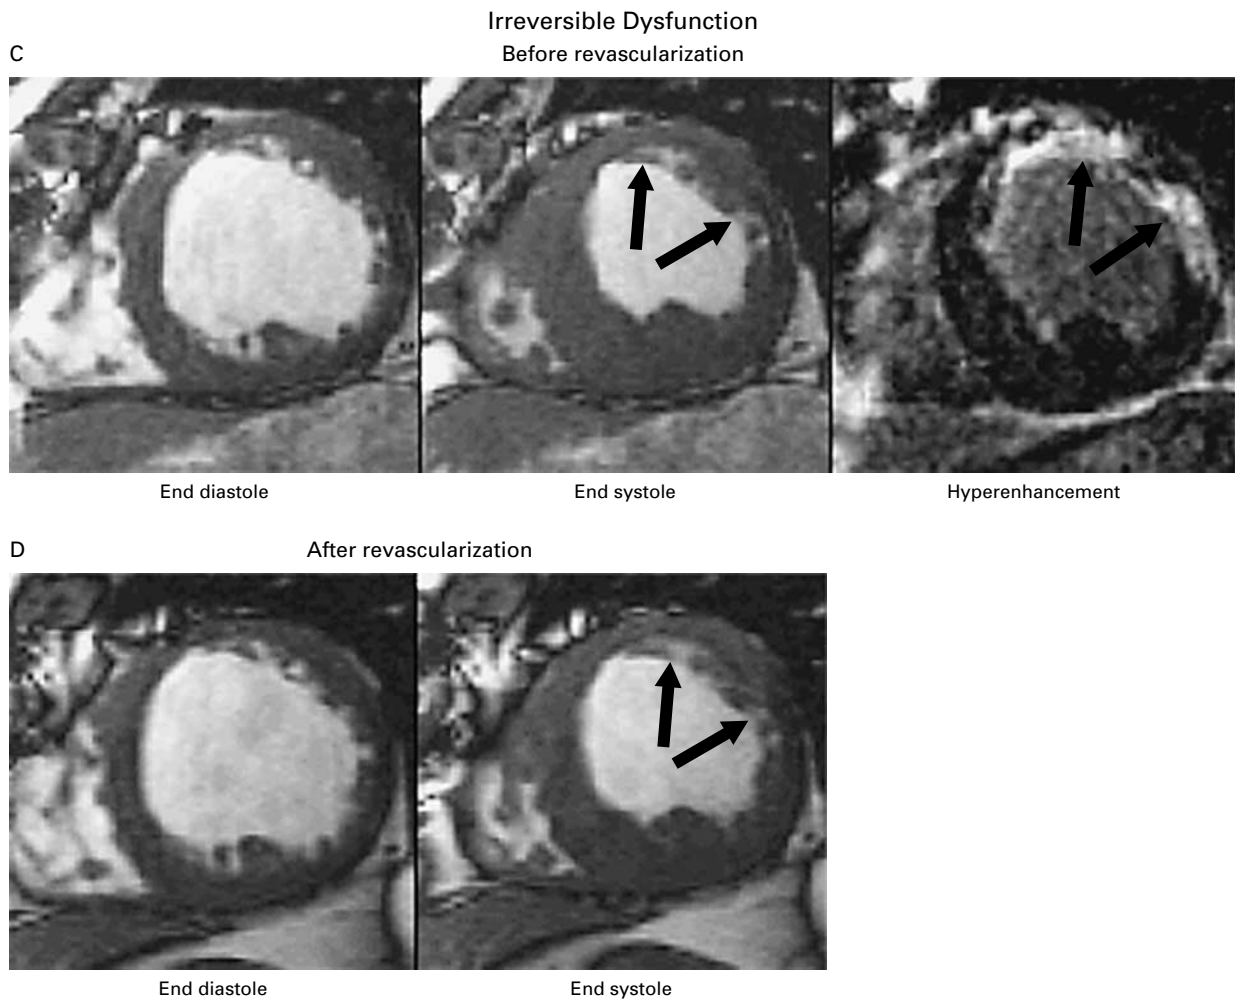 Irreversible Dysfunction
C
Before revascularization
End diastole
End systole
Hyperenhancement
D
After revascularization
End diastole
End systole